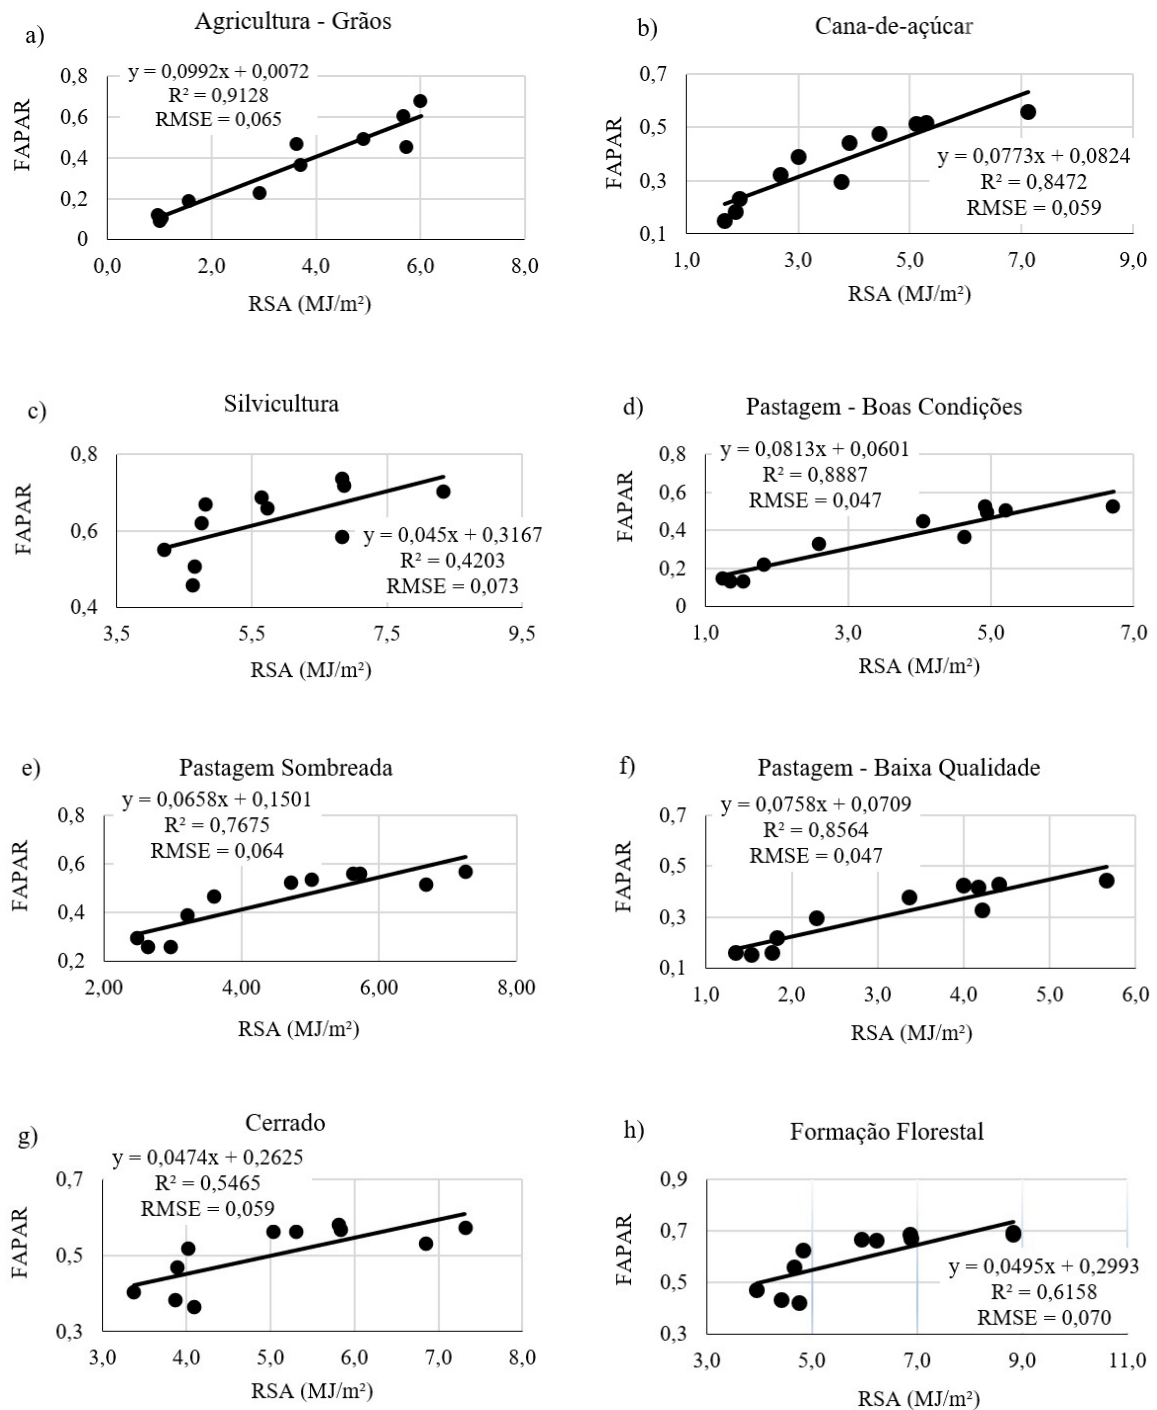 a)
Agricultura - Grãos
y = 0,0992x + 0,0072
R² = 0,9128
RMSE = 0,065
FAPAR
0,8
0,6
0,4
0,2
0
0,0 2,0 4,0 6,0 8,0
RSA (MJ/m²)
b)
Cana-de-açúcar
FAPAR
0,7
0,5
0,3
0,1
y = 0,0773x + 0,0824
R² = 0,8472
RMSE = 0,059
1,0 3,0 5,0 7,0 9,0
RSA (MJ/m²)
c)
Silvicultura
FAPAR
0,8
0,6
0,4
y = 0,045x + 0,3167
R² = 0,4203
RMSE = 0,073
3,5 5,5 7,5 9,5
RSA (MJ/m²)
d)
Pastagem - Boas Condições
y = 0,0813x + 0,0601
R² = 0,8887
RMSE = 0,047
FAPAR
0,8
0,6
0,4
0,2
0
1,0 3,0 5,0 7,0
RSA (MJ/m²)
e)
Pastagem Sombreada
y = 0,0658x + 0,1501
R² = 0,7675
RMSE = 0,064
FAPAR
0,8
0,6
0,4
0,2
2,00 4,00 6,00 8,00
RSA (MJ/m²)
f)
Pastagem - Baixa Qualidade
y = 0,0758x + 0,0709
R² = 0,8564
RMSE = 0,047
FAPAR
0,7
0,5
0,3
0,1
1,0 2,0 3,0 4,0 5,0 6,0
RSA (MJ/m²)
g)
Cerrado
y = 0,0474x + 0,2625
R² = 0,5465
RMSE = 0,059
FAPAR
0,7
0,5
0,3
3,0 4,0 5,0 6,0 7,0 8,0
RSA (MJ/m²)
h)
Formação Florestal
FAPAR
0,9
0,7
0,5
0,3
y = 0,0495x + 0,2993
R² = 0,6158
RMSE = 0,070
3,0 5,0 7,0 9,0 11,0
RSA (MJ/m²)